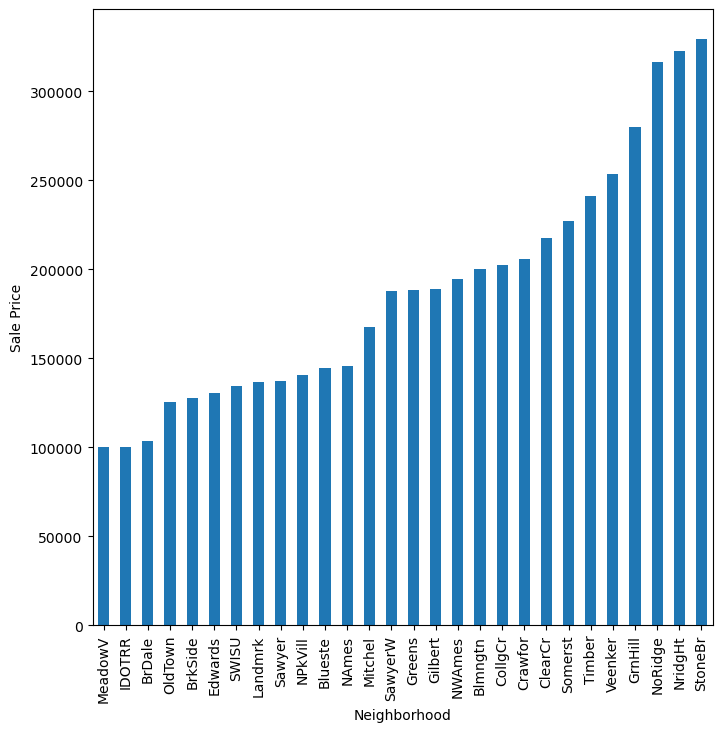 300000
250000
200000
150000
100000
50000
0
Sale Price
MeadowV
IDOTRR
BrDale
OldTown
BrkSide
Edwards
SWISU
Landmrk
Sawyer
NPkVill
Blueste
NAmes
Mitchel
SawyerW
Greens
Gilbert
NWAmes
Blmngtn
CollgCr
Crawfor
ClearCr
Somerst
Timber
Veenker
GrnHill
NoRidge
NridgHt
StoneBr
Neighborhood